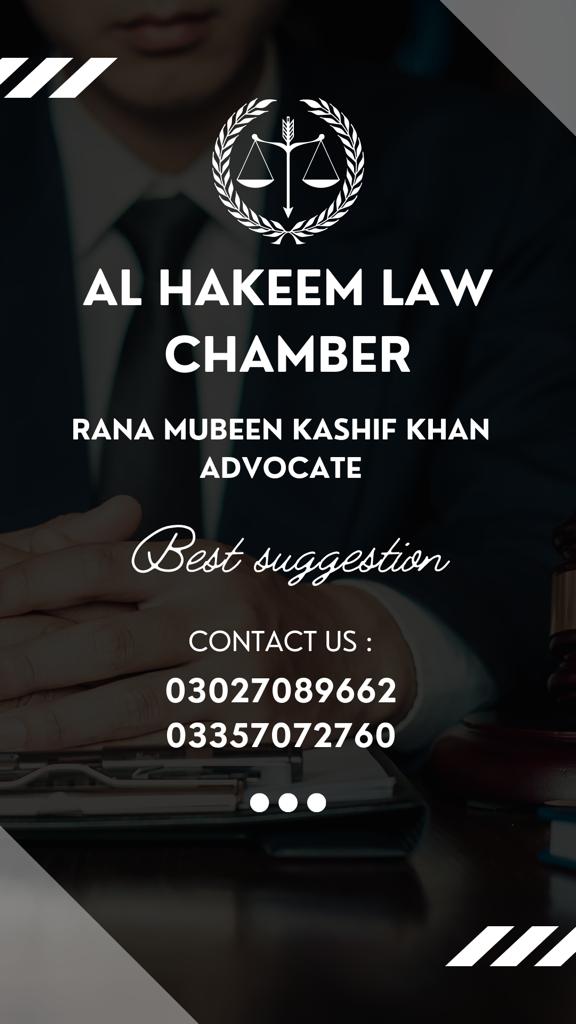 AL HAKEEM LAW
CHAMBER
RANA MUBEEN KASHIF KHAN
ADVOCATE
Best suggestion
CONTACT US :
03027089662
03357072760